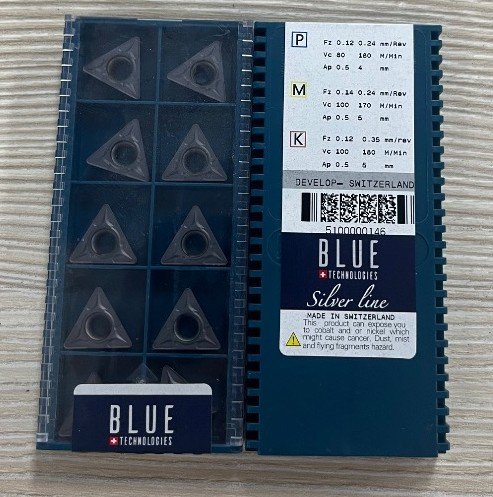 P
Fz 0.12 0.24 mm/Rev
Vc 80 180 M/Min
Ap 0.5 4 mm
M
Fz 0.14 0.24 mm/Rev
Vc 100 170 M/Min
Ap 0.5 5 mm
K
Fz 0.12 0.35 mm/rev
Vc 100 180 M/Min
Ap 0.5 5 mm
DEVELOP- SWITZERLAND
5100000146
BLUE
TECHNOLOGIES
Silver line
MADE IN SWITZERLAND
This product can expose you
to cobalt and or nickel which
might cause cancer. Dust, mist
and flying fragments hazard.
BLUE
TECHNOLOGIES